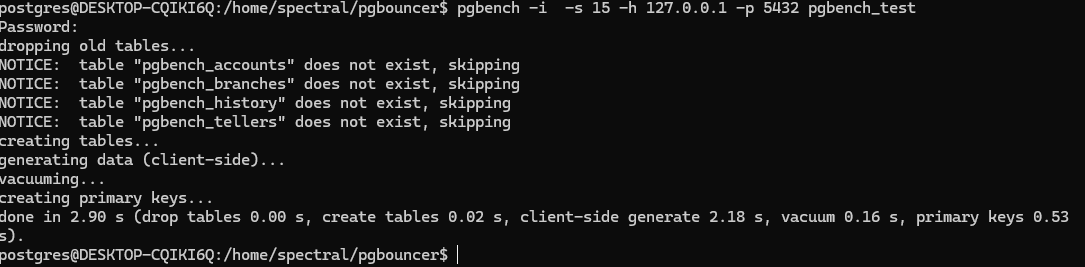 postgres@DESKTOP-CQIKI6Q:/home/spectral/pgbouncer$ pgbench -i  -s 15 -h 127.0.0.1 -p 5432 pgbench_test
Password:
dropping old tables...
NOTICE:  table "pgbench_accounts" does not exist, skipping
NOTICE:  table "pgbench_branches" does not exist, skipping
NOTICE:  table "pgbench_history" does not exist, skipping
NOTICE:  table "pgbench_tellers" does not exist, skipping
creating tables...
generating data (client-side)...
vacuuming...
creating primary keys...
done in 2.90 s (drop tables 0.00 s, create tables 0.02 s, client-side generate 2.18 s, vacuum 0.16 s, primary keys 0.53
s).
postgres@DESKTOP-CQIKI6Q:/home/spectral/pgbouncer$